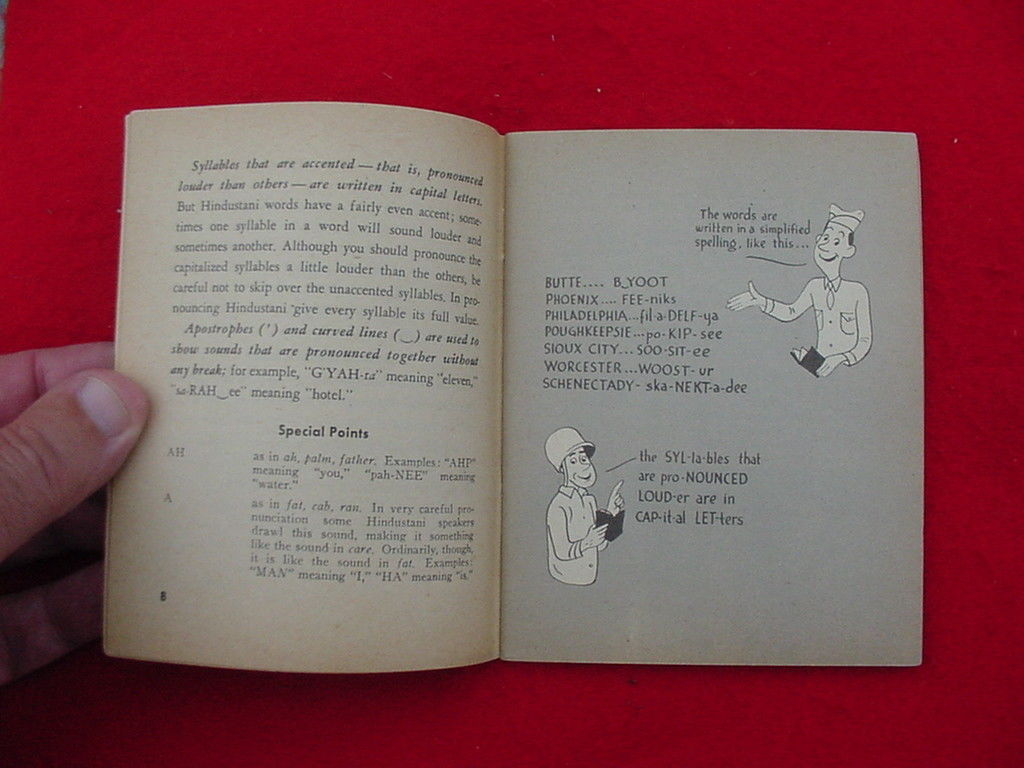 Syllables that are accented — that is, pronounced
louder than others — are written in capital letters.
But Hindustani words have a fairly even accent; some-
times one syllable in a word will sound louder and
sometimes another. Although you should pronounce the
capitalized syllables a little louder than the others, be
careful not to skip over the unaccented syllables. In pro-
nouncing Hindustani give every syllable its full value.
Apostrophes (') and curved lines (‿) are used to
show sounds that are pronounced together without
any break; for example, "G'YAH-ra" meaning "eleven,"
"sa-RAH‿ee" meaning "hotel."
Special Points
AH as in ah, palm, father. Examples: "AHP"
meaning "you," "pah-NEE" meaning
"water."
A as in fat, cab, ran. In very careful pro-
nunciation some Hindustani speakers
drawl this sound, making it something
like the sound in care. Ordinarily, though,
it is like the sound in fat. Examples:
"MAN" meaning "I," "HA" meaning "is."
8
The words are
written in a simplified
spelling, like this...
BUTTE.... B‿YOOT
PHOENIX.... FEE-niks
PHILADELPHIA...fil-a-DELF-ya
POUGHKEEPSIE...po-KIP-see
SIOUX CITY...SOO-SIT-ee
WORCESTER...WOOST-ur
SCHENECTADY- ska-NEKT-a-dee
the SYL-la-bles that
are pro-NOUNCED
LOUD-er are in
CAP-it-al LET-ters